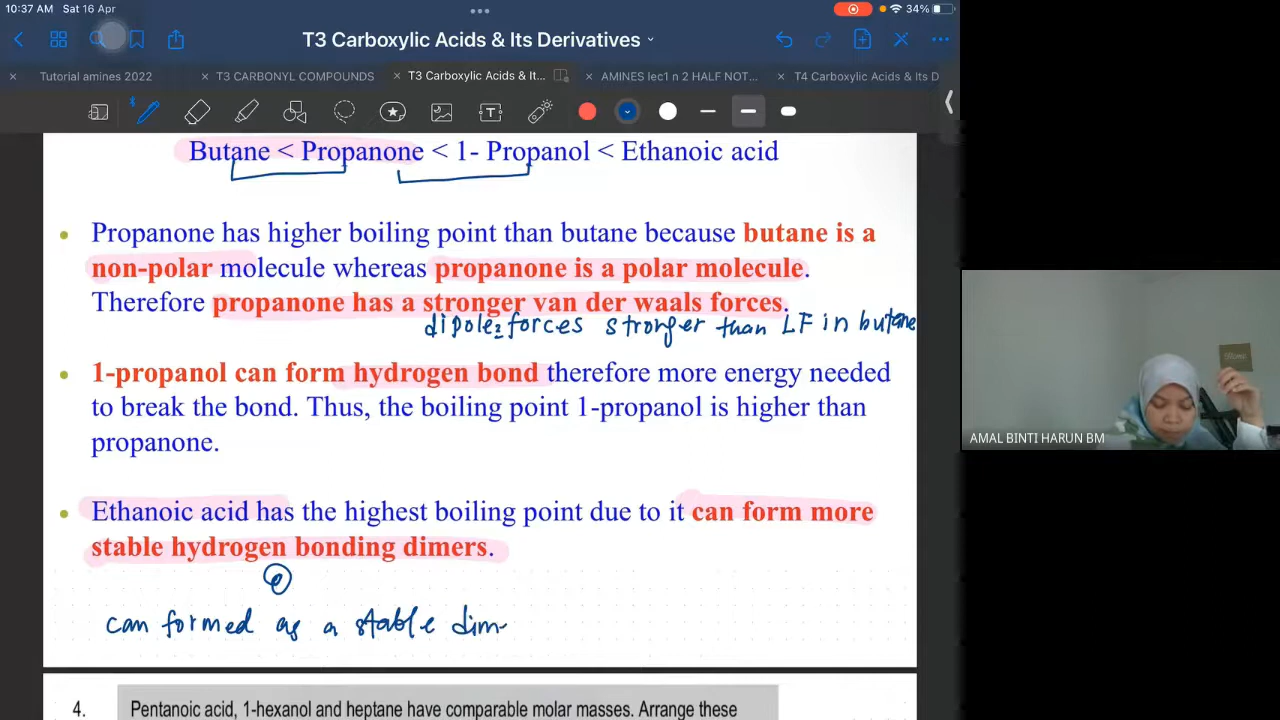 10:37 AM Sat 16 Apr
34%
T3 Carboxylic Acids & Its Derivatives
Tutorial amines 2022
T3 CARBONYL COMPOUNDS
T3 Carboxylic Acids & It...
AMINES lec1 n 2 HALF NOT...
T4 Carboxylic Acids & Its D
Butane < Propanone < 1- Propanol < Ethanoic acid
• Propanone has higher boiling point than butane because butane is a
non-polar molecule whereas propanone is a polar molecule.
Therefore propanone has a stronger van der waals forces.
dipole2 forces stronger than LF in butane
• 1-propanol can form hydrogen bond therefore more energy needed
to break the bond. Thus, the boiling point 1-propanol is higher than
propanone.
• Ethanoic acid has the highest boiling point due to it can form more
stable hydrogen bonding dimers.
can formed as a stable dim
4. Pentanoic acid, 1-hexanol and heptane have comparable molar masses. Arrange these
AMAL BINTI HARUN BM